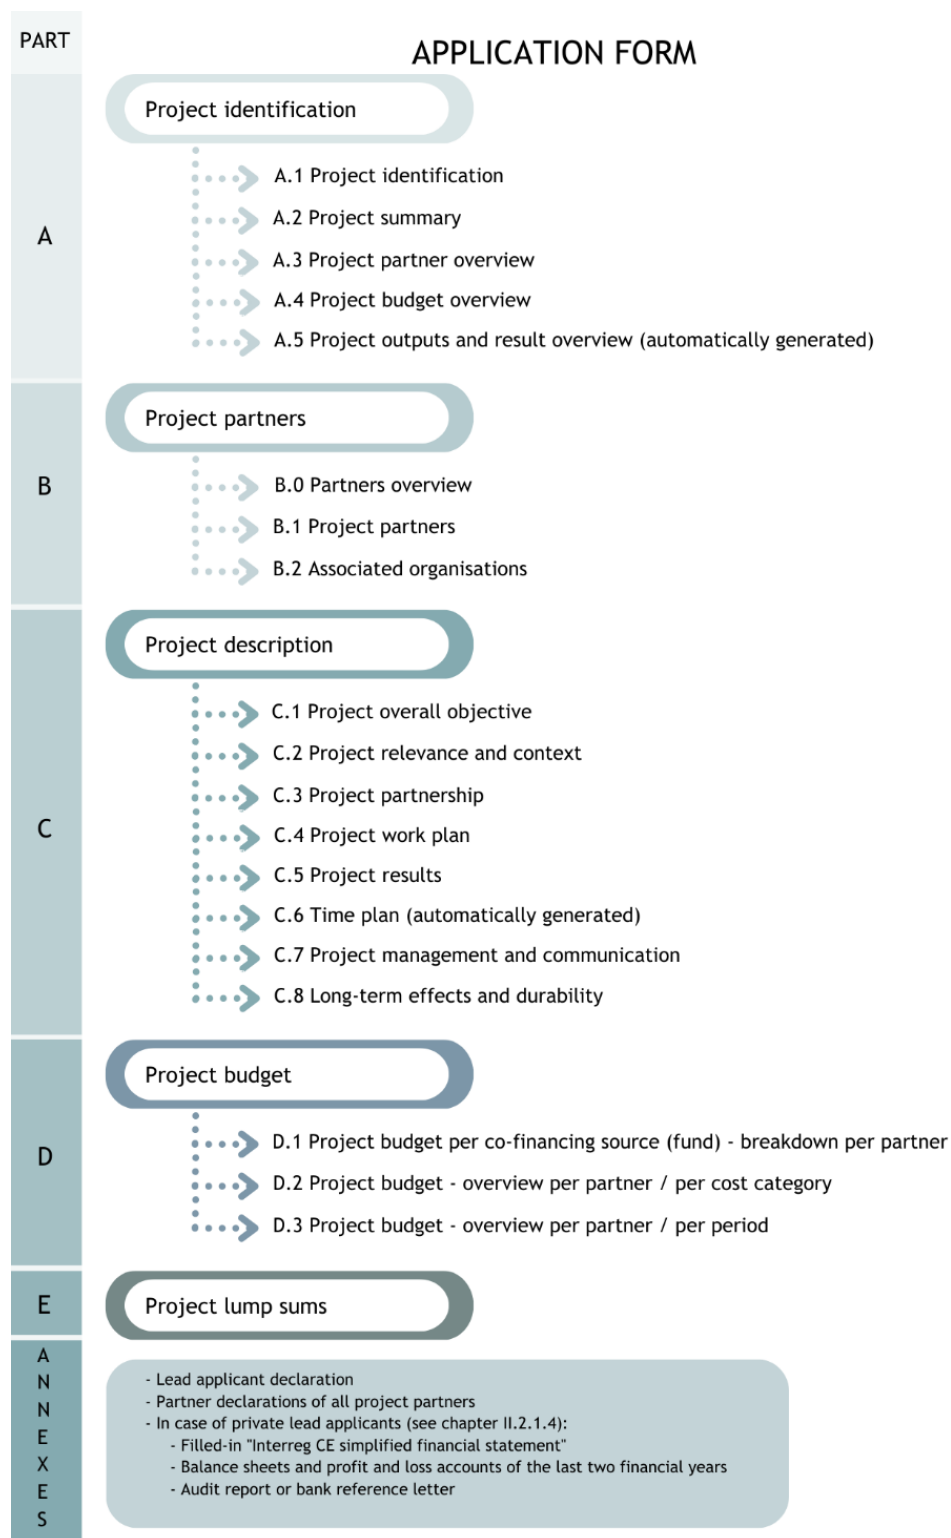 PART
APPLICATION FORM
A
Project identification
A.1 Project identification
A.2 Project summary
A.3 Project partner overview
A.4 Project budget overview
A.5 Project outputs and result overview (automatically generated)
B
Project partners
B.0 Partners overview
B.1 Project partners
B.2 Associated organisations
C
Project description
C.1 Project overall objective
C.2 Project relevance and context
C.3 Project partnership
C.4 Project work plan
C.5 Project results
C.6 Time plan (automatically generated)
C.7 Project management and communication
C.8 Long-term effects and durability
D
Project budget
D.1 Project budget per co-financing source (fund) - breakdown per partner
D.2 Project budget - overview per partner / per cost category
D.3 Project budget - overview per partner / per period
E
Project lump sums
ANNEXES
- Lead applicant declaration
- Partner declarations of all project partners
- In case of private lead applicants (see chapter II.2.1.4):
- Filled-in "Interreg CE simplified financial statement"
- Balance sheets and profit and loss accounts of the last two financial years
- Audit report or bank reference letter